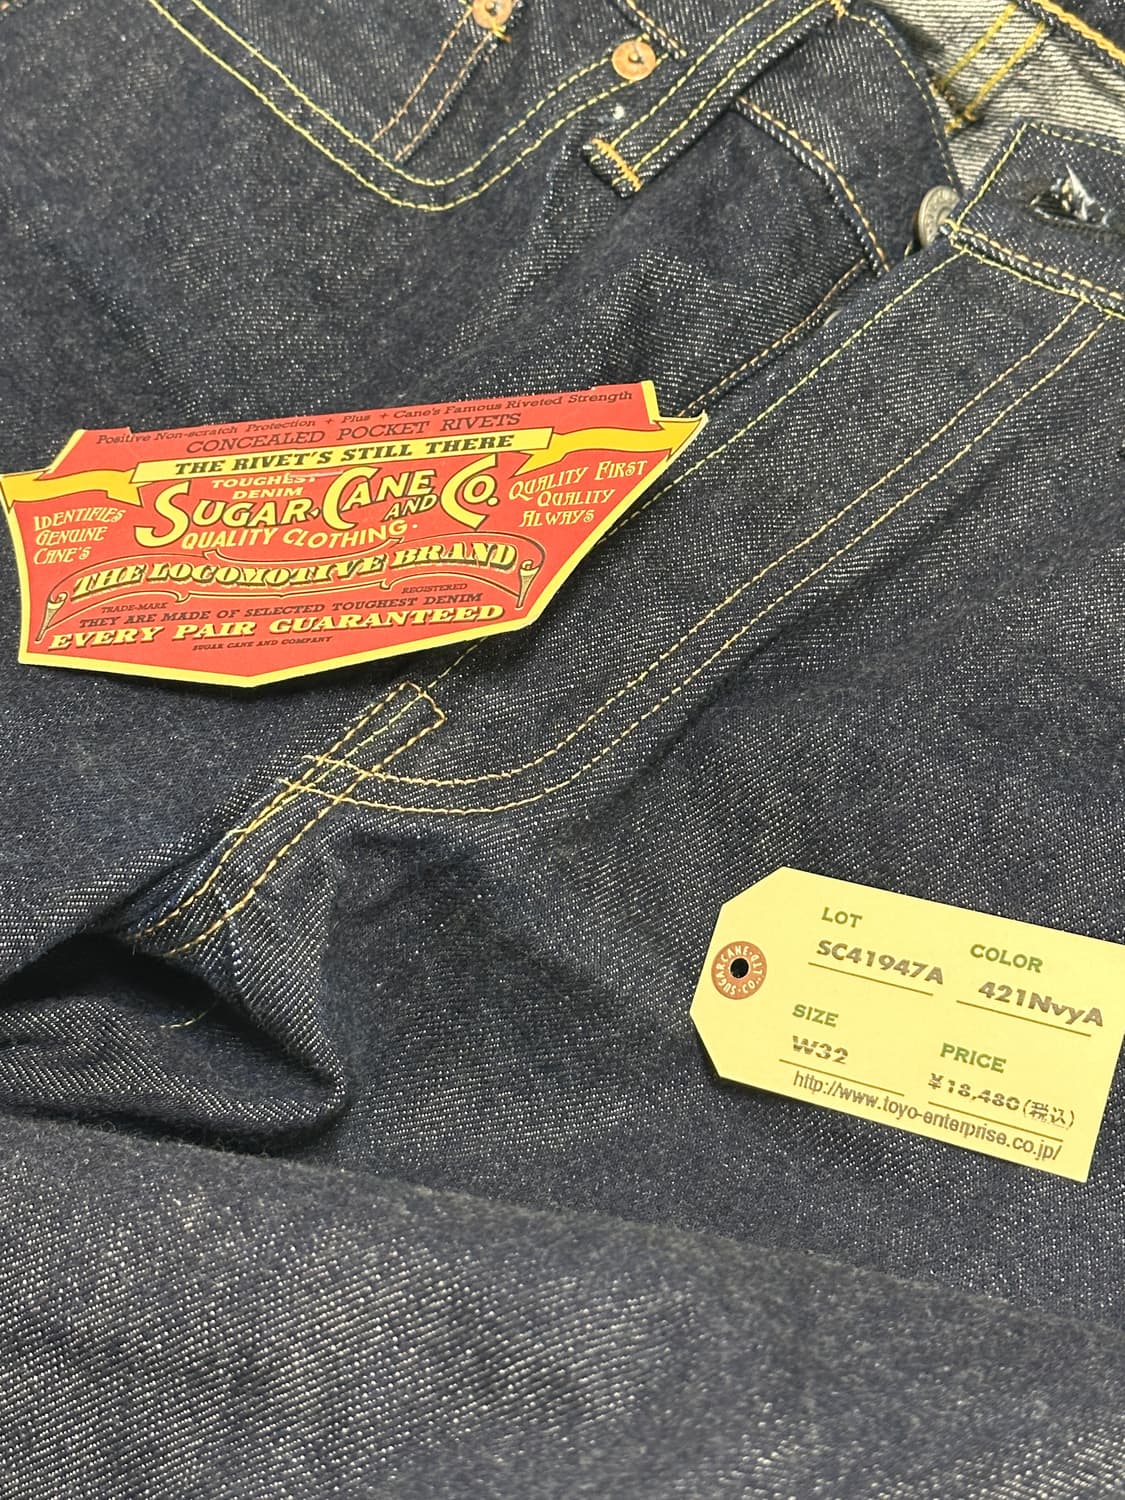 Positive Non-scratch Protection + Plus + Cane's Famous Riveted Strength
CONCEALED POCKET RIVETS
THE RIVET'S STILL THERE
TOUGHEST
DENIM
SUGAR CANE AND CO.
QUALITY CLOTHING.
IDENTIFIES
GENUINE
CANE'S
QUALITY FIRST
QUALITY
ALWAYS
THE LOCOMOTIVE BRAND
TRADE-MARK
REGISTERED
THEY ARE MADE OF SELECTED TOUGHEST DENIM
EVERY PAIR GUARANTEED
SUGAR CANE AND COMPANY
SUGARCANE CO. LTD.
LOT
SC41947A
COLOR
421NvyA
SIZE
W32
PRICE
¥18,480(税込)
http://www.toyo-enterprise.co.jp/